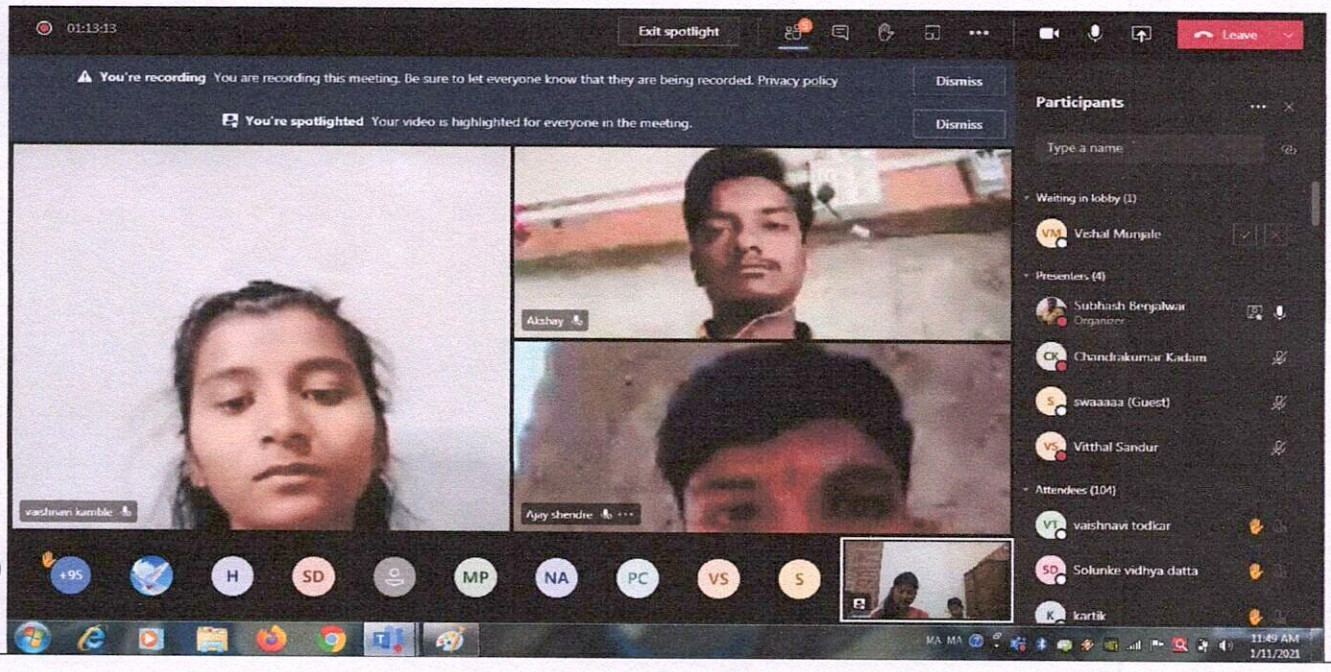 01:13:13
Exit spotlight
Leave
You're recording You are recording this meeting. Be sure to let everyone know that they are being recorded. Privacy policy
Dismiss
You're spotlighted Your video is highlighted for everyone in the meeting.
Dismiss
Participants
Type a name
Waiting in lobby (1)
VM Vishal Munjale
Presenters (4)
Subhash Benjalwar
Organizer
CK Chandrakumar Kadam
S swaaaaa (Guest)
VS Vitthal Sandur
Attendees (104)
VT vaishnavi todkar
SD Solunke vidhya datta
K kartik
Akshay
vaishnavi kamble
Ajay shendre
+95
H
SD
MP
NA
PC
VS
S
MA MA
11:49 AM
1/11/2021